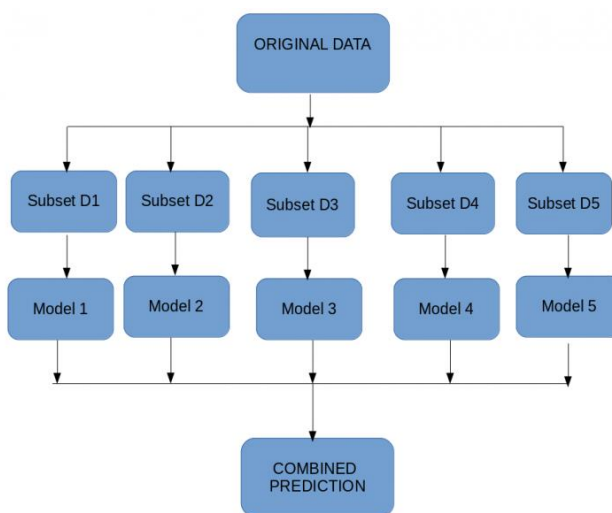 ORIGINAL DATA
Subset D1
Subset D2
Subset D3
Subset D4
Subset D5
Model 1
Model 2
Model 3
Model 4
Model 5
COMBINED
PREDICTION